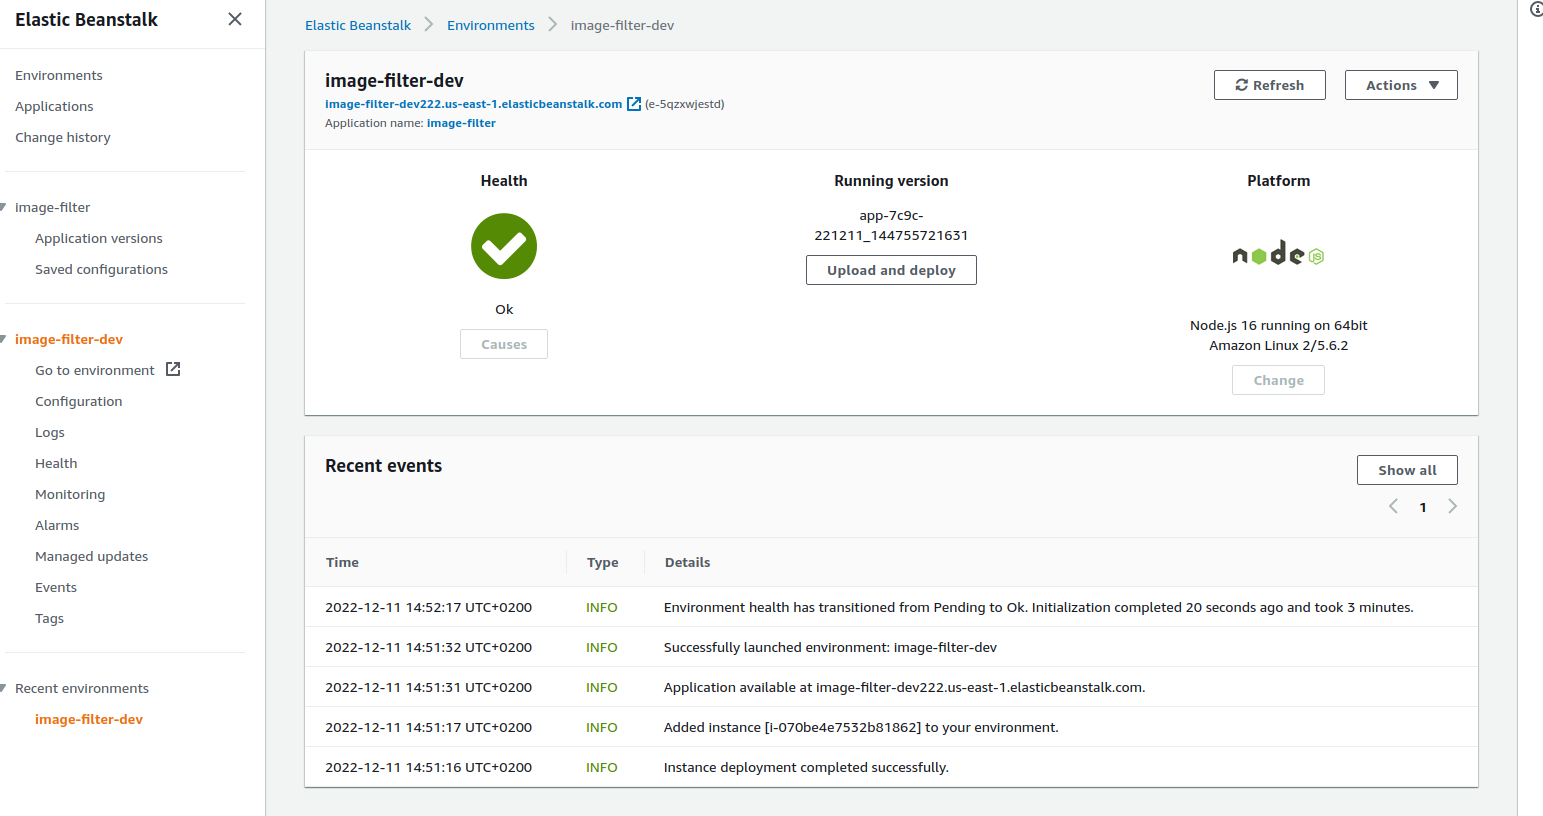 Elastic Beanstalk
Environments
Applications
Change history
image-filter
Application versions
Saved configurations
image-filter-dev
Go to environment
Configuration
Logs
Health
Monitoring
Alarms
Managed updates
Events
Tags
Recent environments
image-filter-dev
Elastic Beanstalk > Environments > image-filter-dev
image-filter-dev
image-filter-dev222.us-east-1.elasticbeanstalk.com (e-5qzxwjestd)
Application name: image-filter
Refresh
Actions
Health
Ok
Causes
Running version
app-7c9c-
221211_144755721631
Upload and deploy
Platform
node JS
Node.js 16 running on 64bit
Amazon Linux 2/5.6.2
Change
Recent events
Show all
1
Time Type Details
2022-12-11 14:52:17 UTC+0200 INFO Environment health has transitioned from Pending to Ok. Initialization completed 20 seconds ago and took 3 minutes.
2022-12-11 14:51:32 UTC+0200 INFO Successfully launched environment: image-filter-dev
2022-12-11 14:51:31 UTC+0200 INFO Application available at image-filter-dev222.us-east-1.elasticbeanstalk.com.
2022-12-11 14:51:17 UTC+0200 INFO Added instance [i-070be4e7532b81862] to your environment.
2022-12-11 14:51:16 UTC+0200 INFO Instance deployment completed successfully.